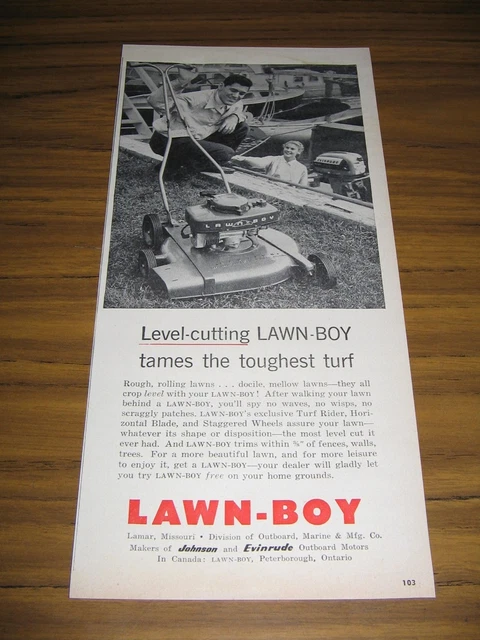 LAWN-BOY
EVINRUDE
Level-cutting LAWN-BOY
tames the toughest turf
Rough, rolling lawns . . . docile, mellow lawns—they all
crop level with your LAWN-BOY! After walking your lawn
behind a LAWN-BOY, you'll spy no waves, no wisps, no
scraggly patches. LAWN-BOY's exclusive Turf Rider, Hori-
zontal Blade, and Staggered Wheels assure your lawn—
whatever its shape or disposition—the most level cut it
ever had. And LAWN-BOY trims within ⅜" of fences, walls,
trees. For a more beautiful lawn, and for more leisure
to enjoy it, get a LAWN-BOY—your dealer will gladly let
you try LAWN-BOY free on your home grounds.
LAWN-BOY
Lamar, Missouri • Division of Outboard, Marine & Mfg. Co.
Makers of Johnson and Evinrude Outboard Motors
In Canada: LAWN-BOY, Peterborough, Ontario
103